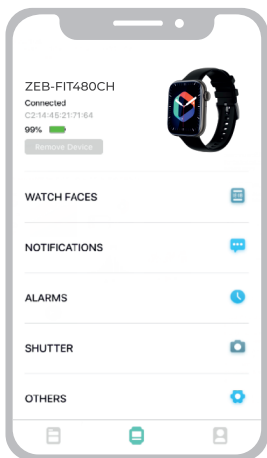 ZEB-FIT480CH
Connected
C2:14:45:21:71:64
99%
Remove Device
WATCH FACES
NOTIFICATIONS
ALARMS
SHUTTER
OTHERS